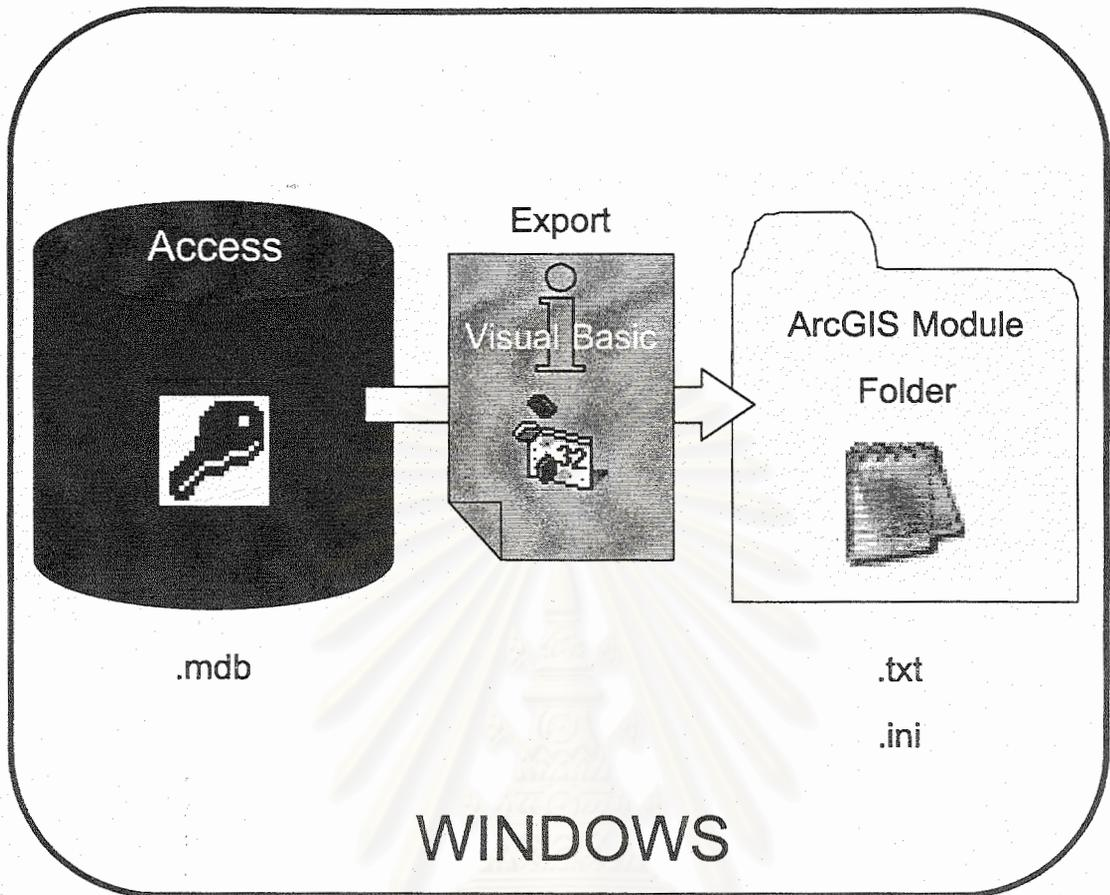 Access
Export
Visual Basic
32
ArcGIS Module
Folder
.mdb
.txt
.ini
WINDOWS